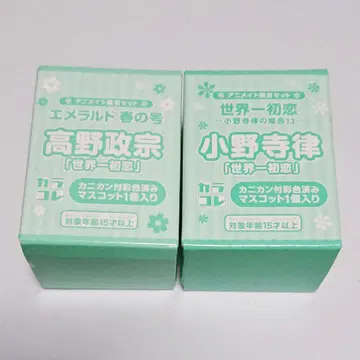 アニメイト限定セット
エメラルド 春の号
高野政宗
「世界一初恋」
カラコレ
カニカン付彩色済み
マスコット1個入り
対象年齢15才以上
アニメイト限定セット
世界一初恋
～小野寺律の場合13～
小野寺律
「世界一初恋」
カラコレ
カニカン付彩色済み
マスコット1個入り
対象年齢15才以上